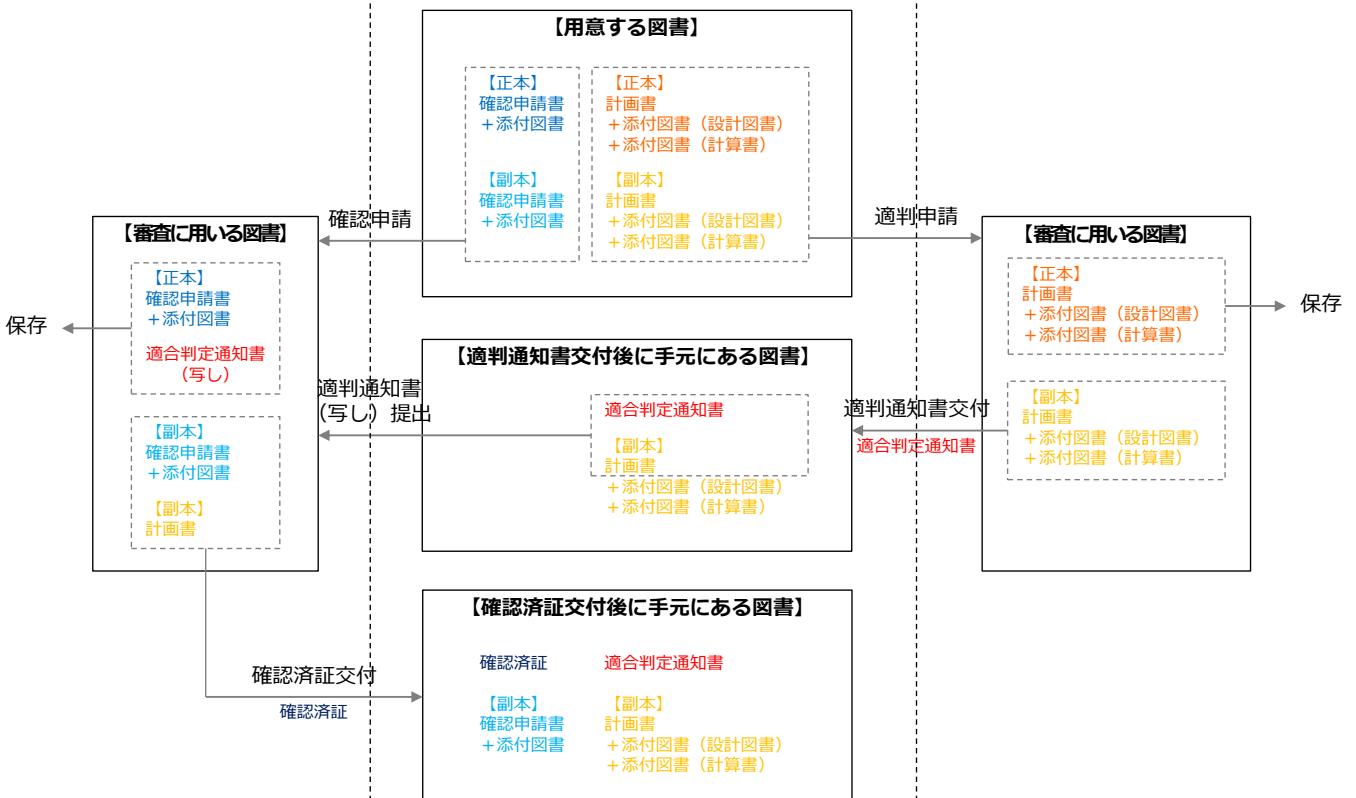 【用意する図書】
【正本】
確認申請書
＋添付図書
【副本】
確認申請書
＋添付図書
【正本】
計画書
＋添付図書（設計図書）
＋添付図書（計算書）
【副本】
計画書
＋添付図書（設計図書）
＋添付図書（計算書）
確認申請
適判申請
【審査に用いる図書】
【正本】
確認申請書
＋添付図書
適合判定通知書
（写し）
【副本】
確認申請書
＋添付図書
【副本】
計画書
保存
【審査に用いる図書】
【正本】
計画書
＋添付図書（設計図書）
＋添付図書（計算書）
【副本】
計画書
＋添付図書（設計図書）
＋添付図書（計算書）
保存
適判通知書交付
適合判定通知書
【適判通知書交付後に手元にある図書】
適合判定通知書
【副本】
計画書
＋添付図書（設計図書）
＋添付図書（計算書）
適判通知書
（写し）提出
確認済証交付
確認済証
【確認済証交付後に手元にある図書】
確認済証
【副本】
確認申請書
＋添付図書
適合判定通知書
【副本】
計画書
＋添付図書（設計図書）
＋添付図書（計算書）